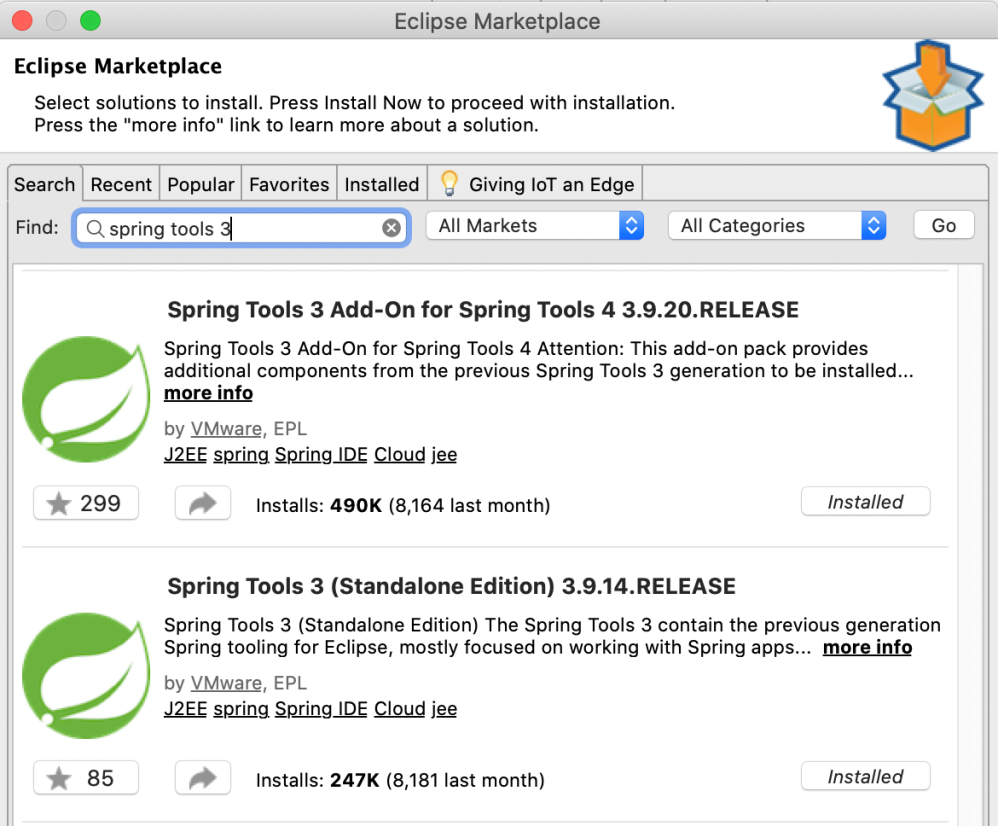 Eclipse Marketplace
Eclipse Marketplace
Select solutions to install. Press Install Now to proceed with installation.
Press the "more info" link to learn more about a solution.
Search Recent Popular Favorites Installed Giving IoT an Edge
Find: spring tools 3 All Markets All Categories Go
Spring Tools 3 Add-On for Spring Tools 4 3.9.20.RELEASE
Spring Tools 3 Add-On for Spring Tools 4 Attention: This add-on pack provides
additional components from the previous Spring Tools 3 generation to be installed...
more info
by VMware, EPL
J2EE spring Spring IDE Cloud jee
299 Installs: 490K (8,164 last month) Installed
Spring Tools 3 (Standalone Edition) 3.9.14.RELEASE
Spring Tools 3 (Standalone Edition) The Spring Tools 3 contain the previous generation
Spring tooling for Eclipse, mostly focused on working with Spring apps... more info
by VMware, EPL
J2EE spring Spring IDE Cloud jee
85 Installs: 247K (8,181 last month) Installed